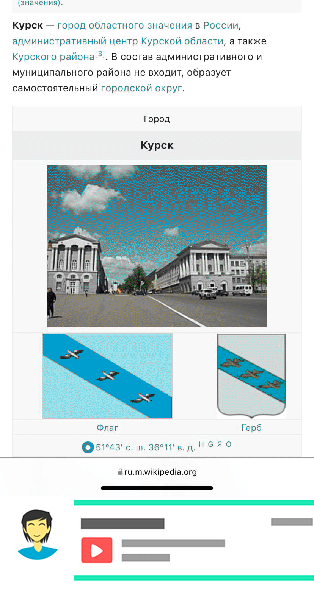 (значения).
Курск — город областного значения в России,
административный центр Курской области, а также
Курского района[3]. В состав административного и
муниципального района не входит, образует
самостоятельный городской округ.
Город
Курск
Флаг
Герб
51°43′ с. ш. 36°11′ в. д. H G Я O
ru.m.wikipedia.org